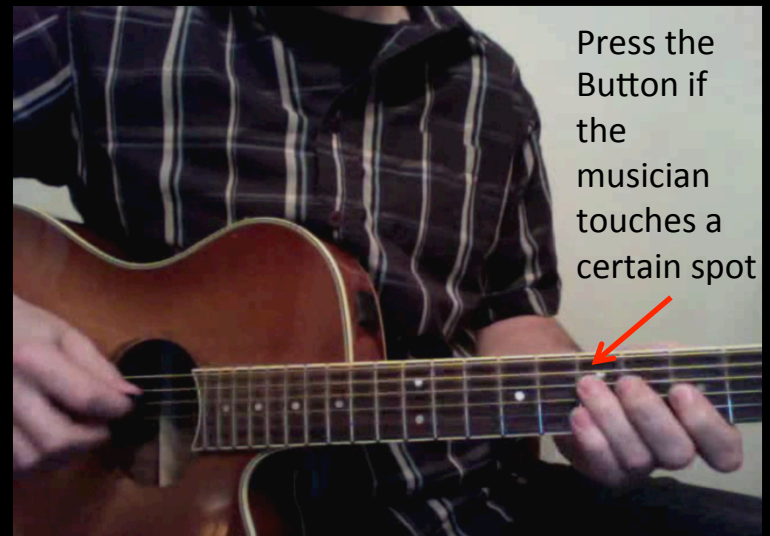 Press the
Button if
the
musician
touches a
certain spot